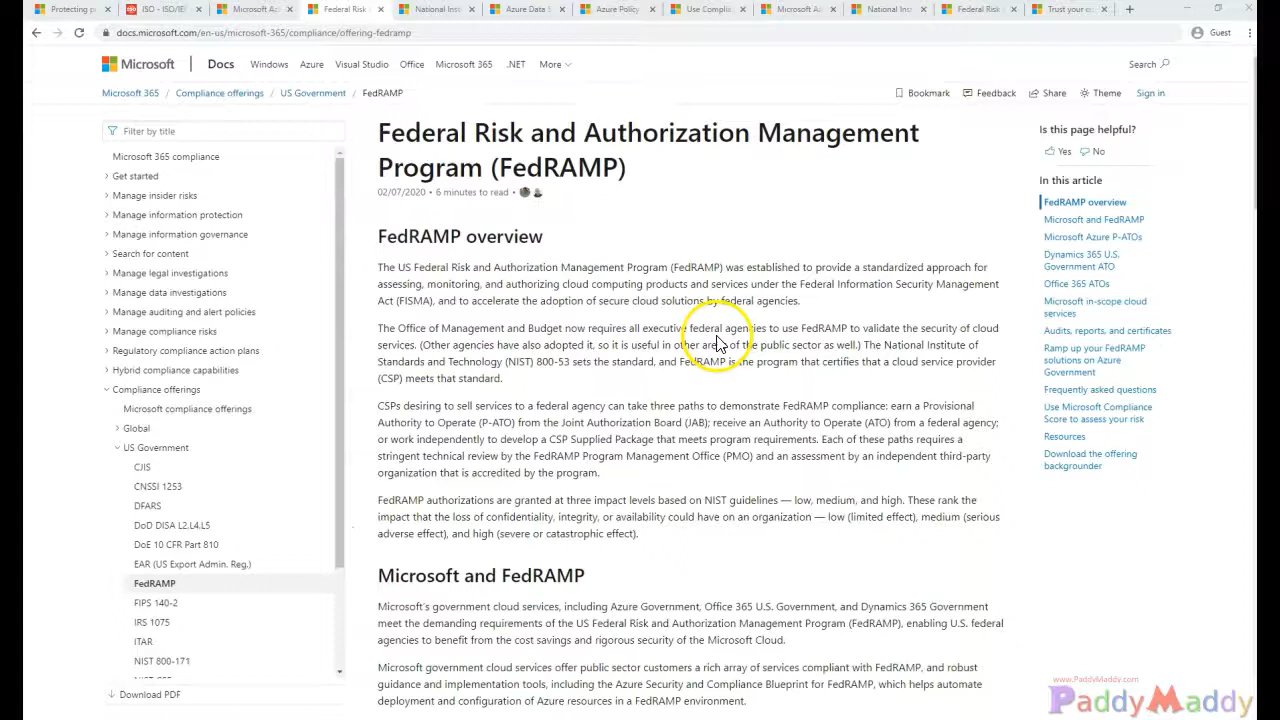 Protecting p
ISO - ISO/IE
Microsoft Az
Federal Risk
National Ins
Azure Data S
Azure Policy
Use Complia
Microsoft Az
National Ins
Federal Risk
Trust your c
docs.microsoft.com/en-us/microsoft-365/compliance/offering-fedramp
Guest
Microsoft
Docs
Windows
Azure
Visual Studio
Office
Microsoft 365
.NET
More
Search
Microsoft 365
Compliance offerings
US Government
FedRAMP
Bookmark
Feedback
Share
Theme
Sign in
Filter by title
Microsoft 365 compliance
Get started
Manage insider risks
Manage information protection
Manage information governance
Search for content
Manage legal investigations
Manage data investigations
Manage auditing and alert policies
Manage compliance risks
Regulatory compliance action plans
Hybrid compliance capabilities
Compliance offerings
Microsoft compliance offerings
Global
US Government
CJIS
CNSSI 1253
DFARS
DoD DISA L2,L4,L5
DoE 10 CFR Part 810
EAR (US Export Admin. Reg.)
FedRAMP
FIPS 140-2
IRS 1075
ITAR
NIST 800-171
Download PDF
Federal Risk and Authorization Management
Program (FedRAMP)
02/07/2020 • 6 minutes to read •
FedRAMP overview
The US Federal Risk and Authorization Management Program (FedRAMP) was established to provide a standardized approach for
assessing, monitoring, and authorizing cloud computing products and services under the Federal Information Security Management
Act (FISMA), and to accelerate the adoption of secure cloud solutions by federal agencies.
The Office of Management and Budget now requires all executive federal agencies to use FedRAMP to validate the security of cloud
services. (Other agencies have also adopted it, so it is useful in other areas of the public sector as well.) The National Institute of
Standards and Technology (NIST) 800-53 sets the standard, and FedRAMP is the program that certifies that a cloud service provider
(CSP) meets that standard.
CSPs desiring to sell services to a federal agency can take three paths to demonstrate FedRAMP compliance: earn a Provisional
Authority to Operate (P-ATO) from the Joint Authorization Board (JAB); receive an Authority to Operate (ATO) from a federal agency;
or work independently to develop a CSP Supplied Package that meets program requirements. Each of these paths requires a
stringent technical review by the FedRAMP Program Management Office (PMO) and an assessment by an independent third-party
organization that is accredited by the program.
FedRAMP authorizations are granted at three impact levels based on NIST guidelines — low, medium, and high. These rank the
impact that the loss of confidentiality, integrity, or availability could have on an organization — low (limited effect), medium (serious
adverse effect), and high (severe or catastrophic effect).
Microsoft and FedRAMP
Microsoft's government cloud services, including Azure Government, Office 365 U.S. Government, and Dynamics 365 Government
meet the demanding requirements of the US Federal Risk and Authorization Management Program (FedRAMP), enabling U.S. federal
agencies to benefit from the cost savings and rigorous security of the Microsoft Cloud.
Microsoft government cloud services offer public sector customers a rich array of services compliant with FedRAMP, and robust
guidance and implementation tools, including the Azure Security and Compliance Blueprint for FedRAMP, which helps automate
deployment and configuration of Azure resources in a FedRAMP environment.
Is this page helpful?
Yes
No
In this article
FedRAMP overview
Microsoft and FedRAMP
Microsoft Azure P-ATOs
Dynamics 365 U.S.
Government ATO
Office 365 ATOs
Microsoft in-scope cloud
services
Audits, reports, and certificates
Ramp up your FedRAMP
solutions on Azure
Government
Frequently asked questions
Use Microsoft Compliance
Score to assess your risk
Resources
Download the offering
backgrounder
www.PaddyMaddy.com
PaddyMaddy